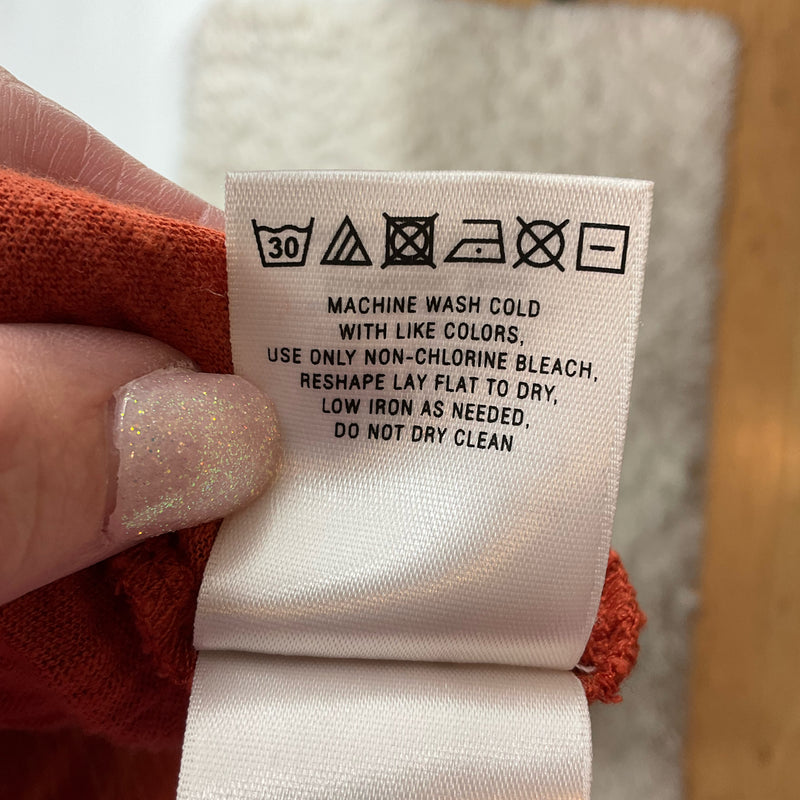 30
MACHINE WASH COLD
WITH LIKE COLORS,
USE ONLY NON-CHLORINE BLEACH,
RESHAPE LAY FLAT TO DRY,
LOW IRON AS NEEDED,
DO NOT DRY CLEAN